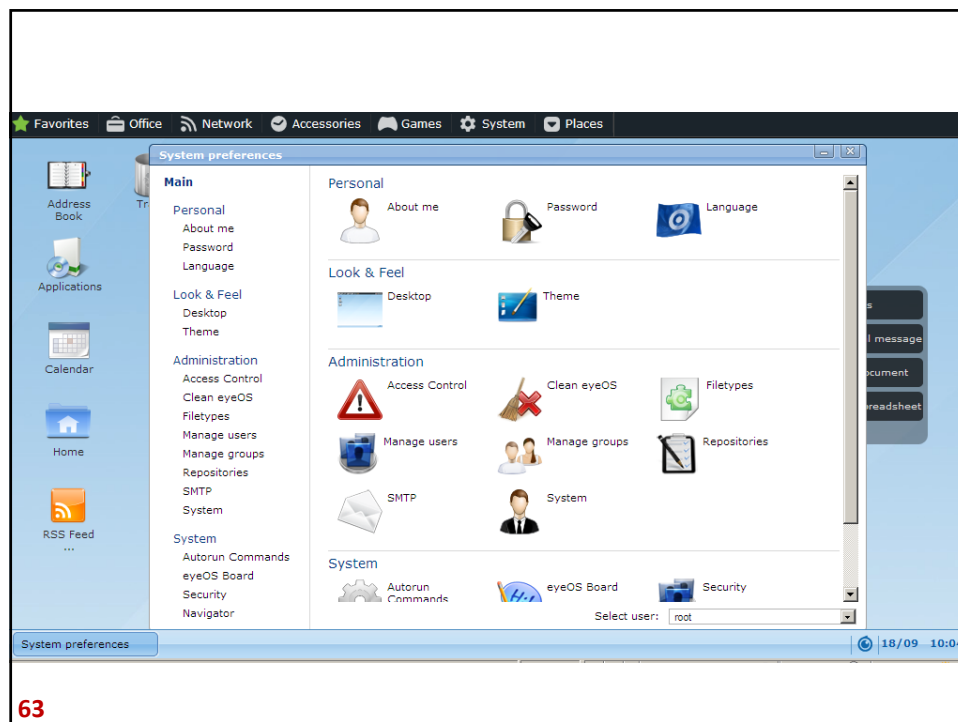 Favorites Office Network Accessories Games System Places
System preferences
Address
Book
Tr
Applications
Calendar
Home
RSS Feed
...
Main
Personal
About me
Password
Language
Look & Feel
Desktop
Theme
Administration
Access Control
Clean eyeOS
Filetypes
Manage users
Manage groups
Repositories
SMTP
System
System
Autorun Commands
eyeOS Board
Security
Navigator
Personal
About me Password Language
Look & Feel
Desktop Theme
Administration
Access Control Clean eyeOS Filetypes
Manage users Manage groups Repositories
SMTP System
System
Autorun
Commands
eyeOS Board Security
Select user: root
s
l message
ocument
readsheet
System preferences 18/09 10:04
63